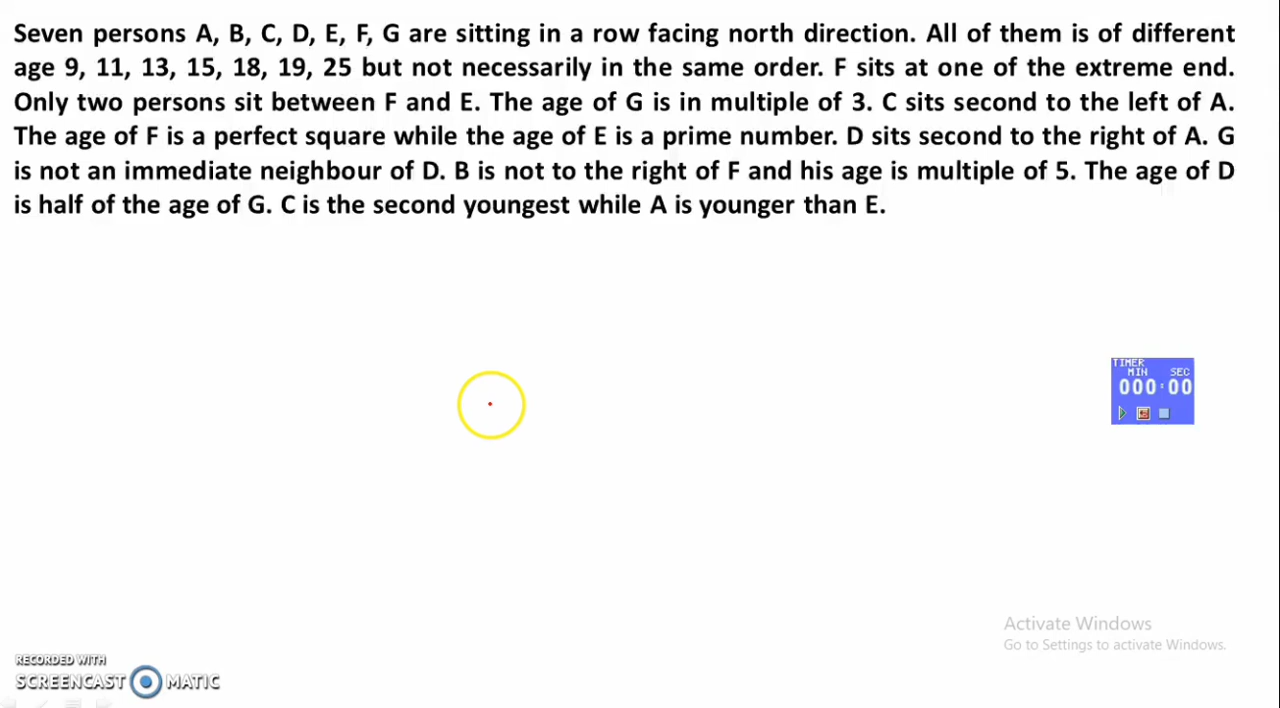 Seven persons A, B, C, D, E, F, G are sitting in a row facing north direction. All of them is of different
age 9, 11, 13, 15, 18, 19, 25 but not necessarily in the same order. F sits at one of the extreme end.
Only two persons sit between F and E. The age of G is in multiple of 3. C sits second to the left of A.
The age of F is a perfect square while the age of E is a prime number. D sits second to the right of A. G
is not an immediate neighbour of D. B is not to the right of F and his age is multiple of 5. The age of D
is half of the age of G. C is the second youngest while A is younger than E.
TIMER
MIN SEC
000:00
Activate Windows
Go to Settings to activate Windows.
RECORDED WITH
SCREENCAST MATIC